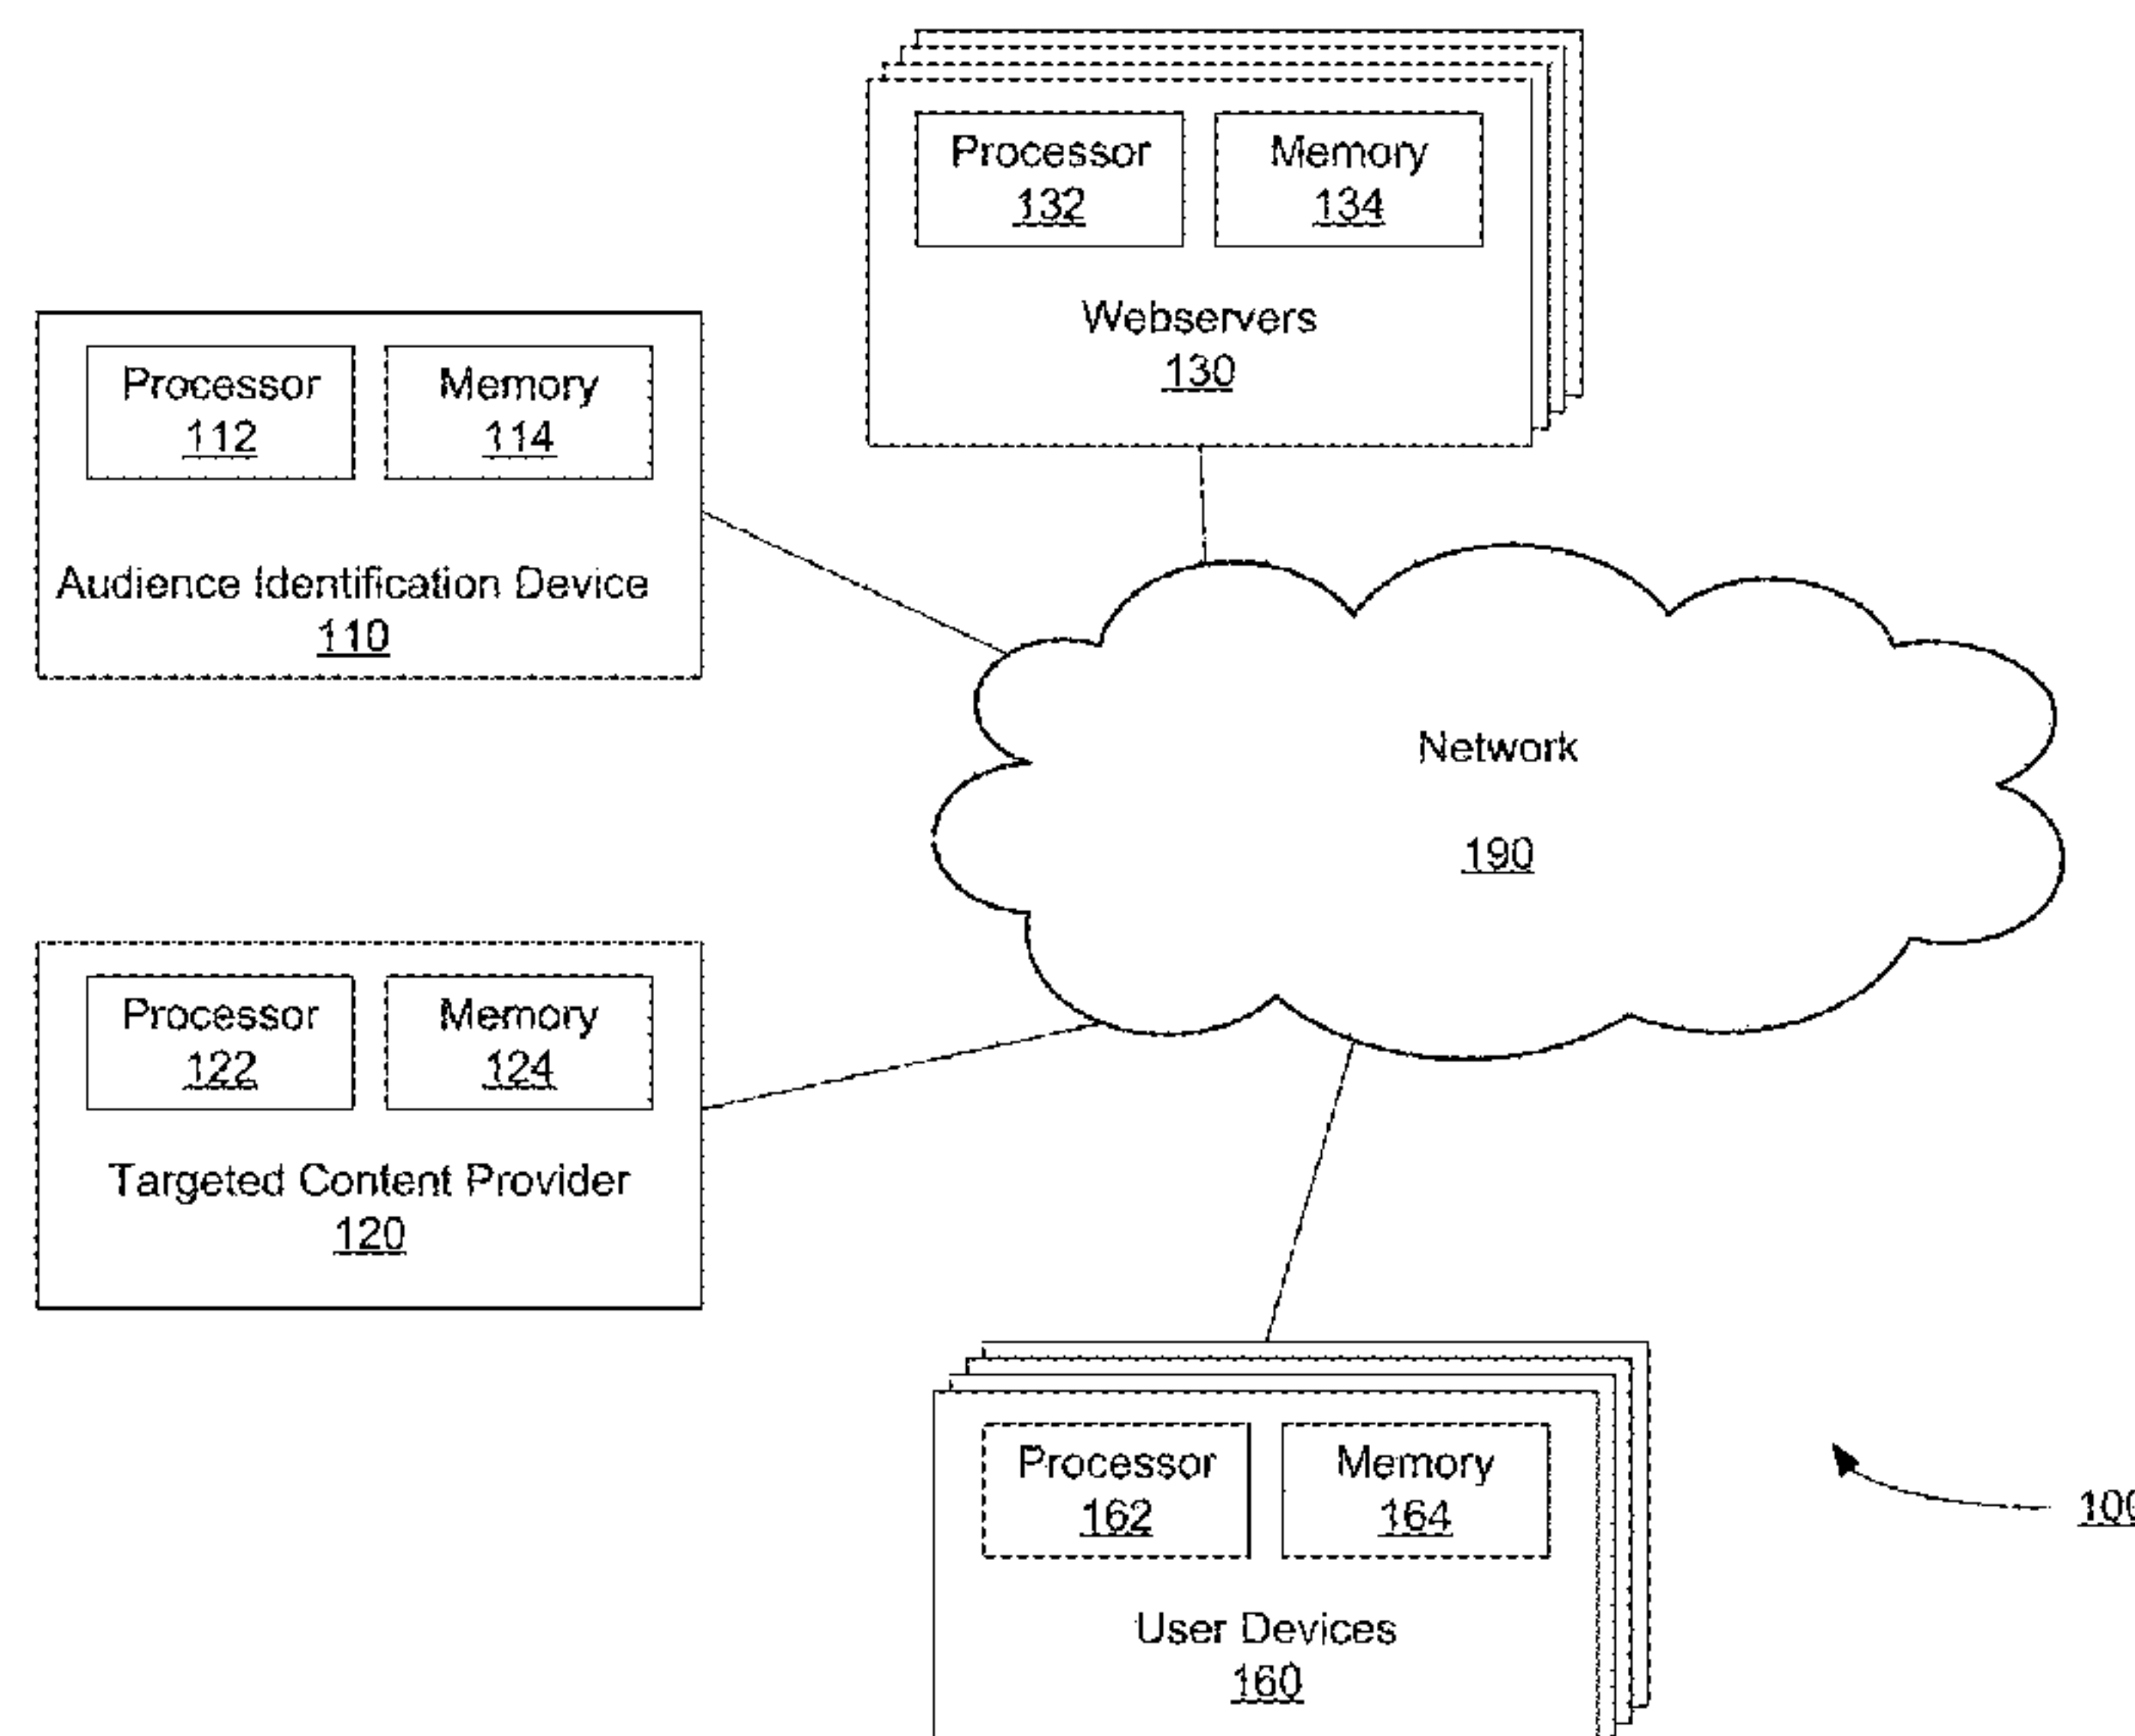 Processor
132
Memory
134
Webservers
130
Processor
112
Memory
114
Audience Identification Device
110
Network
190
Processor
122
Memory
124
Targeted Content Provider
120
Processor
162
Memory
164
User Devices
160
100